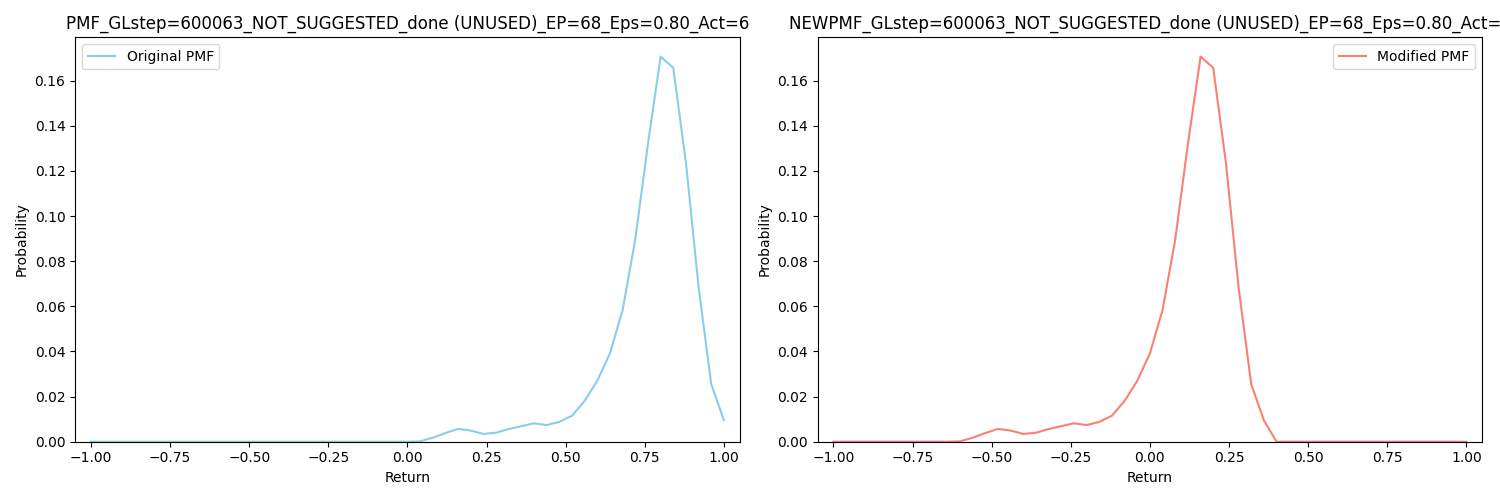 PMF_GLstep=600063_NOT_SUGGESTED_done (UNUSED)_EP=68_Eps=0.80_Act=6
Original PMF
Probability
0.16
0.14
0.12
0.10
0.08
0.06
0.04
0.02
0.00
−1.00 −0.75 −0.50 −0.25 0.00 0.25 0.50 0.75 1.00
Return
NEWPMF_GLstep=600063_NOT_SUGGESTED_done (UNUSED)_EP=68_Eps=0.80_Act=
Modified PMF
Probability
0.16
0.14
0.12
0.10
0.08
0.06
0.04
0.02
0.00
−1.00 −0.75 −0.50 −0.25 0.00 0.25 0.50 0.75 1.00
Return